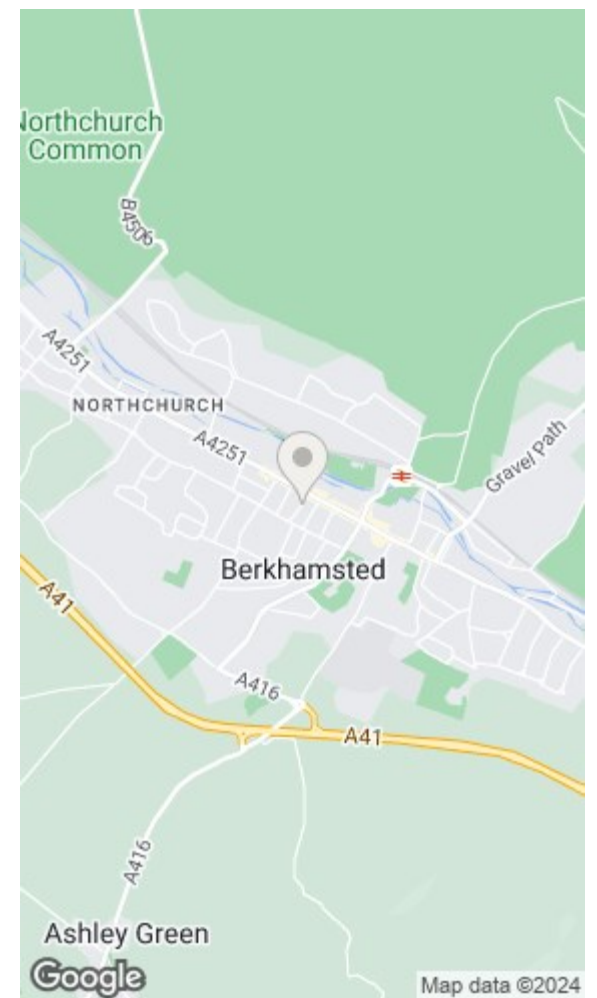 Northchurch
Common
B4506
A4251
NORTHCHURCH
A4251
Gravel Path
Berkhamsted
A41
A416
A41
A416
Ashley Green
Google
Map data ©2024